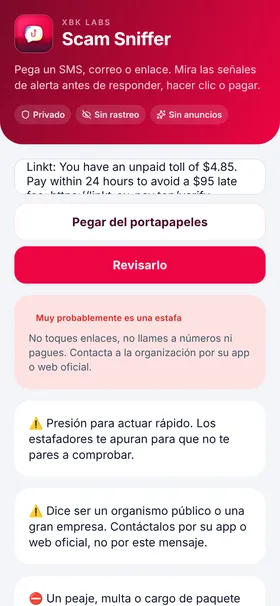 XBK LABS
Scam Sniffer
Pega un SMS, correo o enlace. Mira las señales
de alerta antes de responder, hacer clic o pagar.
Privado
Sin rastreo
Sin anuncios
Linkt: You have an unpaid toll of $4.85.
Pay within 24 hours to avoid a $95 late
Pegar del portapapeles
Revisarlo
Muy probablemente es una estafa
No toques enlaces, no llames a números ni
pagues. Contacta a la organización por su app
o web oficial.
⚠️ Presión para actuar rápido. Los
estafadores te apuran para que no te
pares a comprobar.
⚠️ Dice ser un organismo público o una
gran empresa. Contáctalos por su app o
web oficial, no por este mensaje.
⛔ Un peaje, multa o cargo de paquete